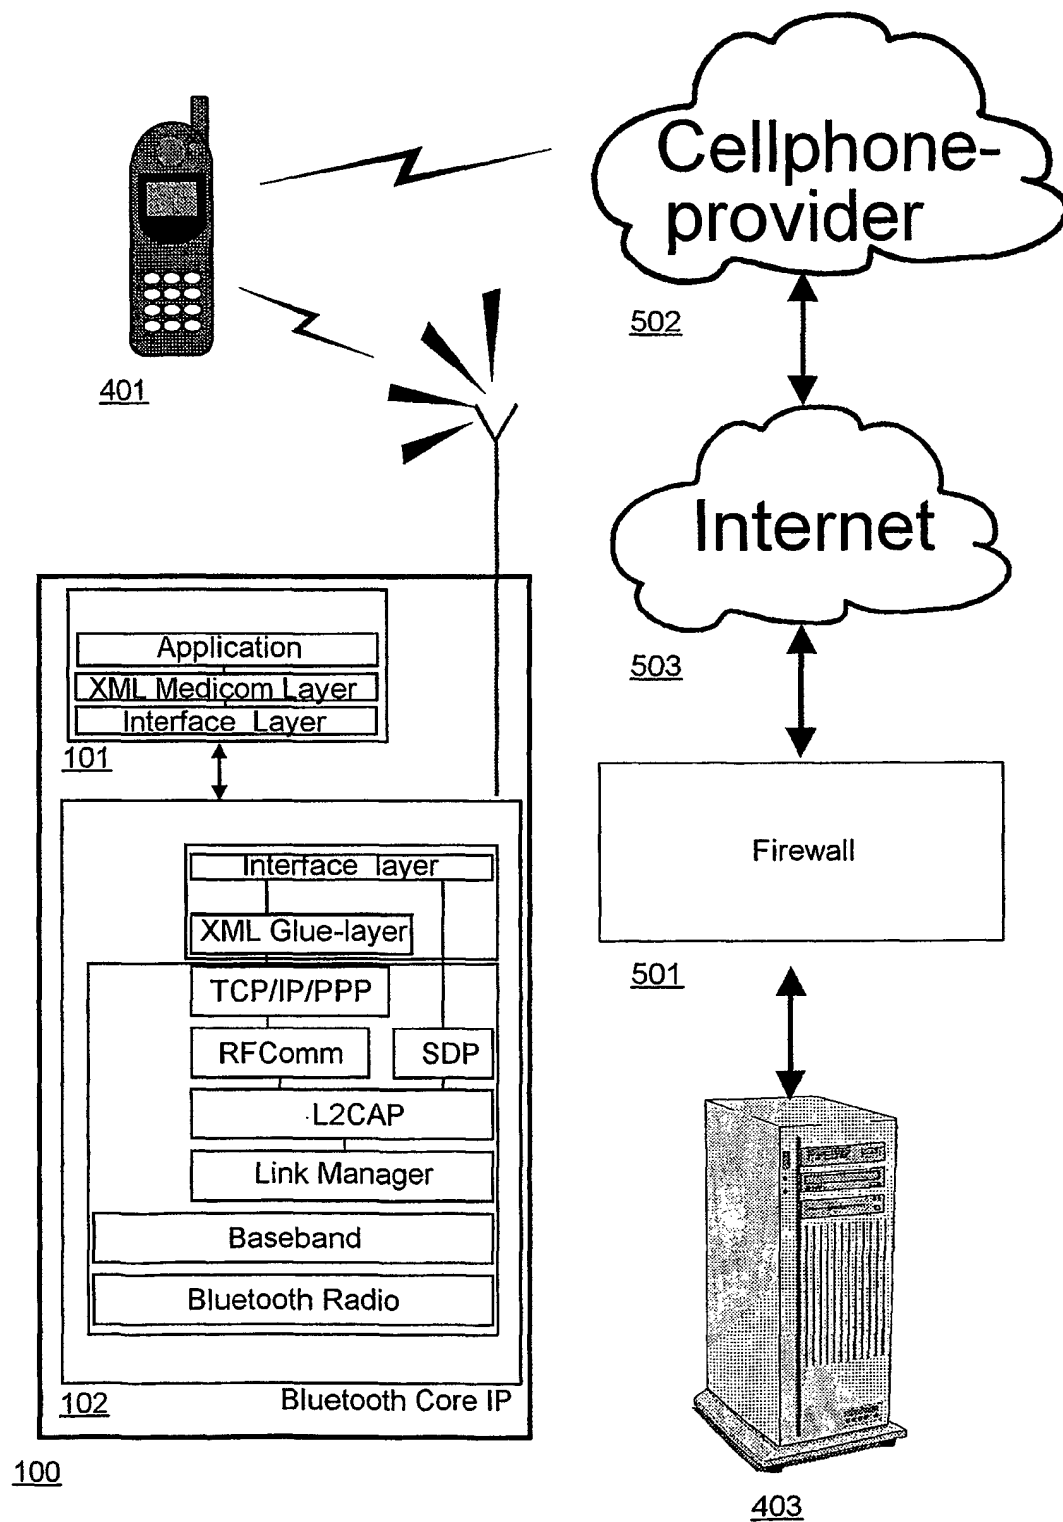 Cellphone-
provider
502
401
Internet
503
Application
XML Medicom Layer
Interface Layer
101
Firewall
501
Interface layer
XML Glue-layer
TCP/IP/PPP
RFComm
SDP
L2CAP
Link Manager
Baseband
Bluetooth Radio
102
Bluetooth Core IP
100
403